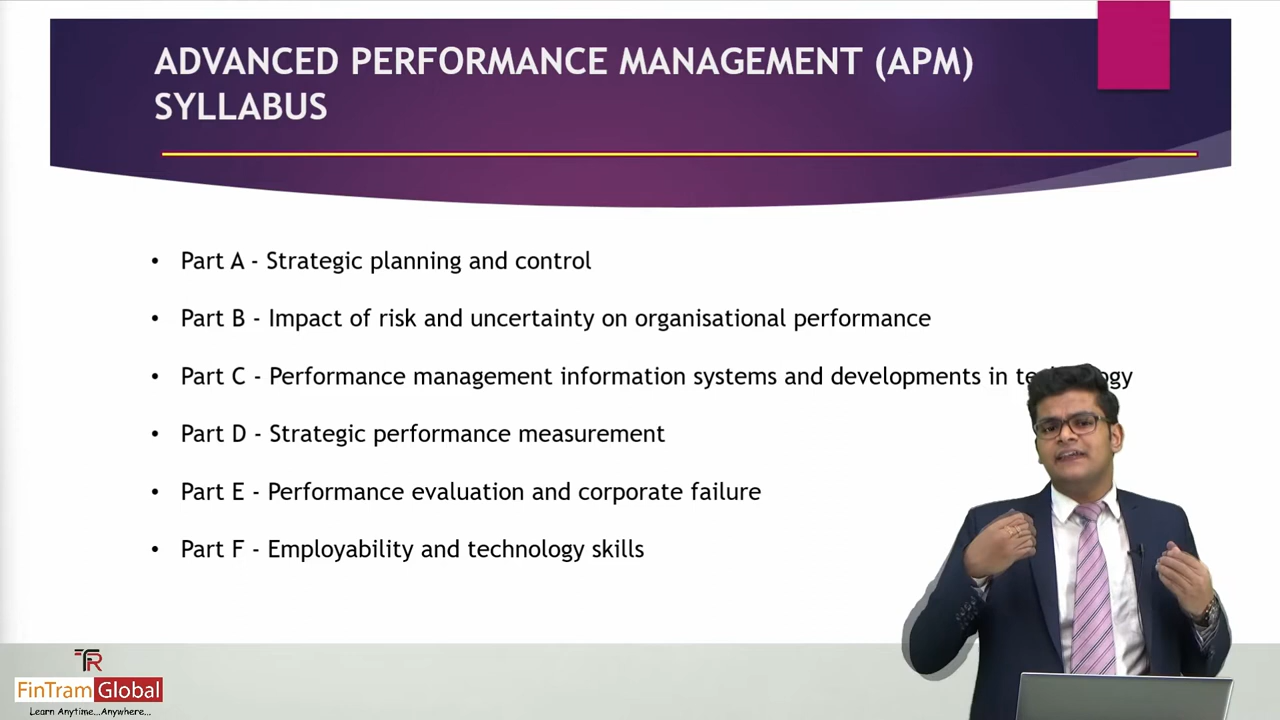 ADVANCED PERFORMANCE MANAGEMENT (APM)
SYLLABUS
• Part A - Strategic planning and control
• Part B - Impact of risk and uncertainty on organisational performance
• Part C - Performance management information systems and developments in
• Part D - Strategic performance measurement
• Part E - Performance evaluation and corporate failure
• Part F - Employability and technology skills
FinTram Global
Learn Anytime...Anywhere...